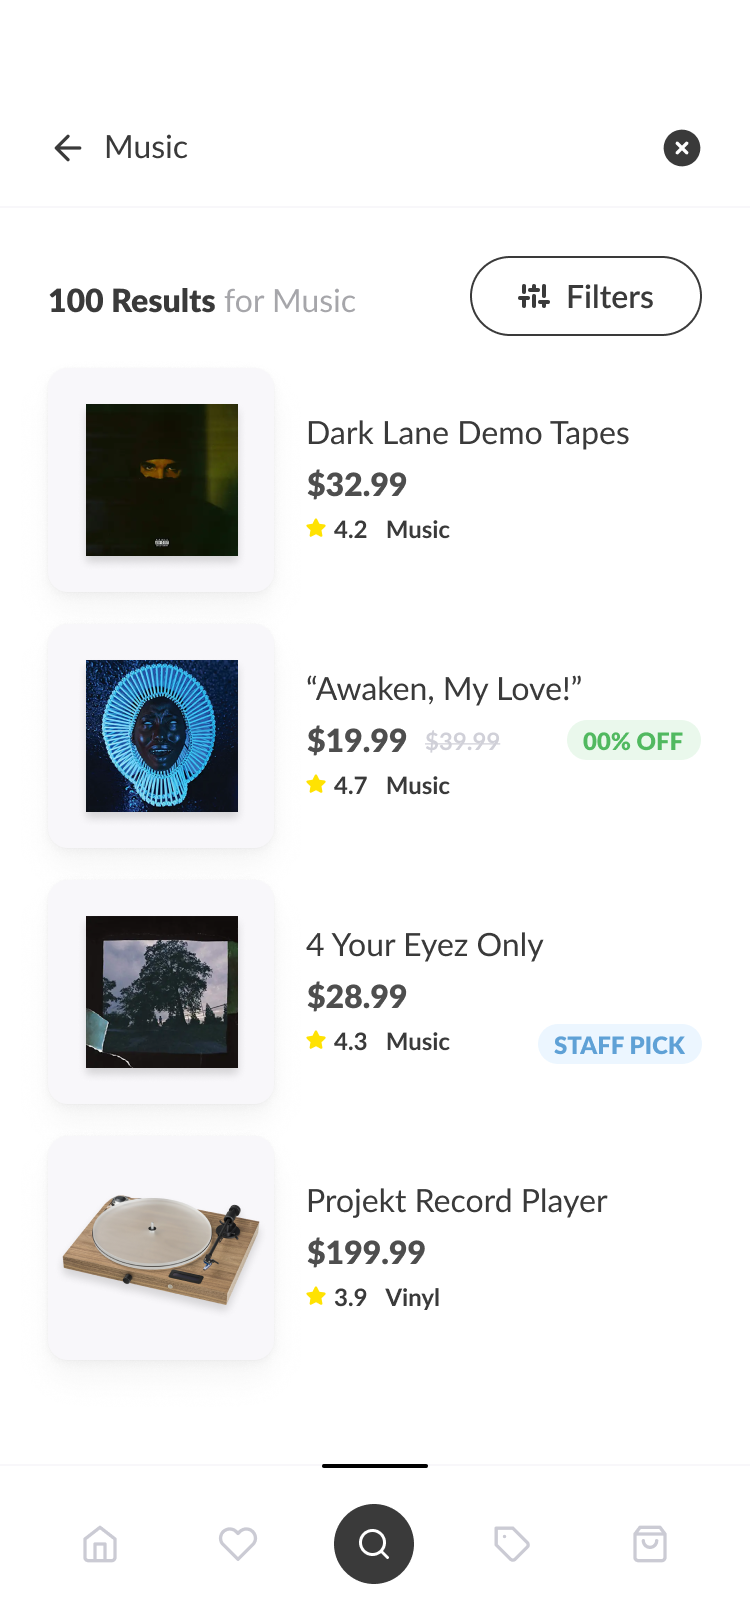 Music
100 Results for Music
Filters
Dark Lane Demo Tapes
$32.99
4.2 Music
“Awaken, My Love!”
$19.99 $39.99 00% OFF
4.7 Music
4 Your Eyez Only
$28.99
4.3 Music STAFF PICK
Projekt Record Player
$199.99
3.9 Vinyl